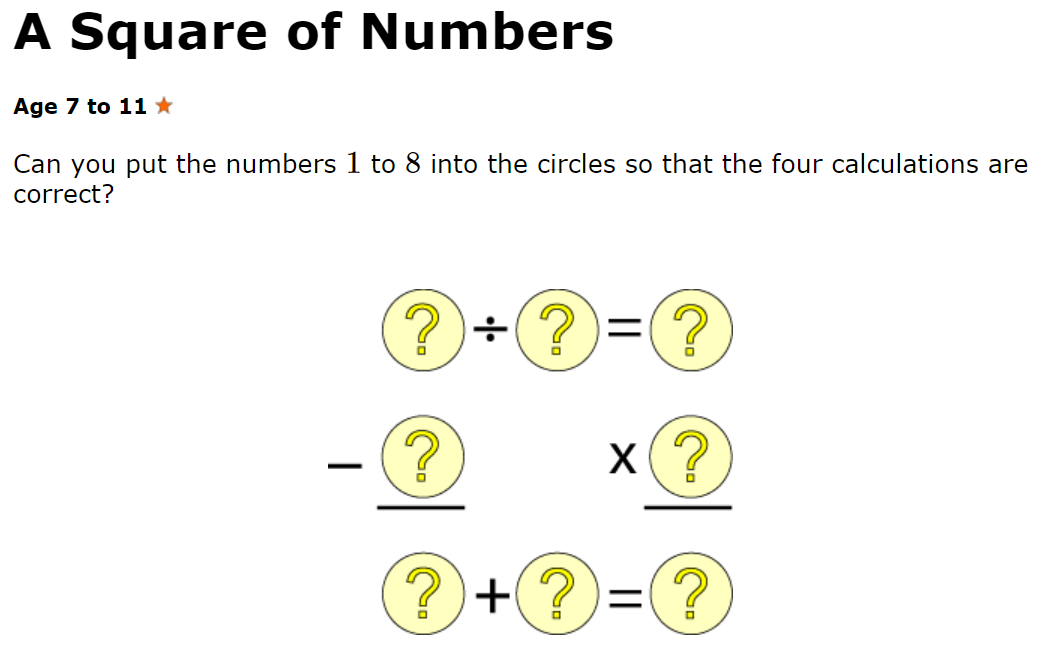 A Square of Numbers
Age 7 to 11
Can you put the numbers 1 to 8 into the circles so that the four calculations are
correct?
? ÷ ? = ?
− ? x ?
? + ? = ?